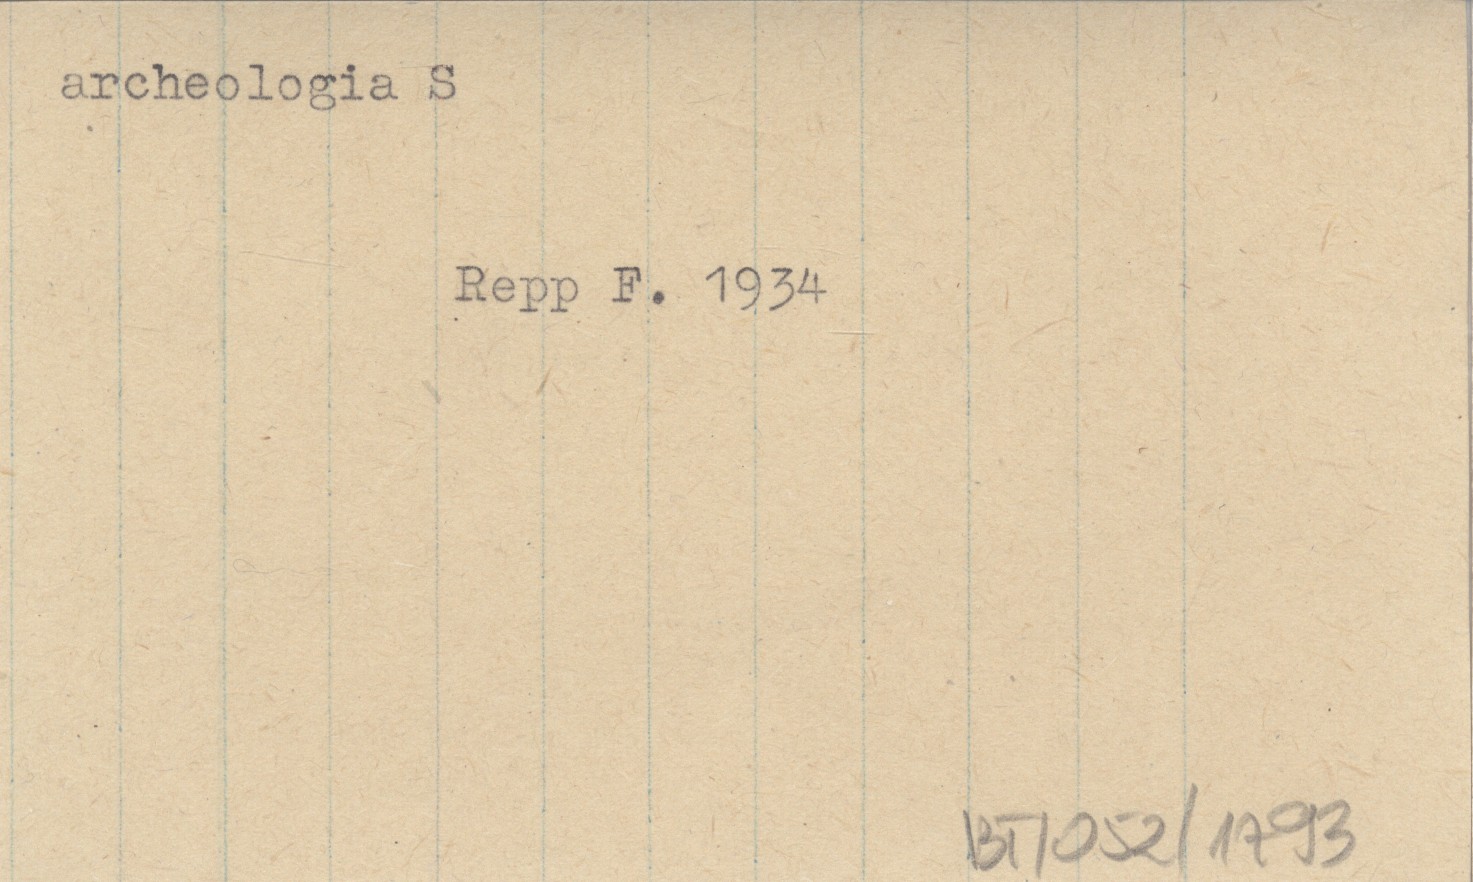 archeologia S
Repp F. 1934
BT/052/1793